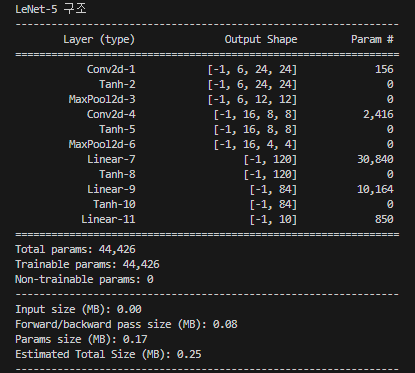 LeNet-5 구조
----------------------------------------------------------------
        Layer (type)               Output Shape         Param #
================================================================
            Conv2d-1            [-1, 6, 24, 24]             156
              Tanh-2            [-1, 6, 24, 24]               0
         MaxPool2d-3            [-1, 6, 12, 12]               0
            Conv2d-4             [-1, 16, 8, 8]           2,416
              Tanh-5             [-1, 16, 8, 8]               0
         MaxPool2d-6             [-1, 16, 4, 4]               0
            Linear-7                  [-1, 120]          30,840
              Tanh-8                  [-1, 120]               0
            Linear-9                   [-1, 84]          10,164
             Tanh-10                   [-1, 84]               0
           Linear-11                   [-1, 10]             850
================================================================
Total params: 44,426
Trainable params: 44,426
Non-trainable params: 0
----------------------------------------------------------------
Input size (MB): 0.00
Forward/backward pass size (MB): 0.08
Params size (MB): 0.17
Estimated Total Size (MB): 0.25
----------------------------------------------------------------